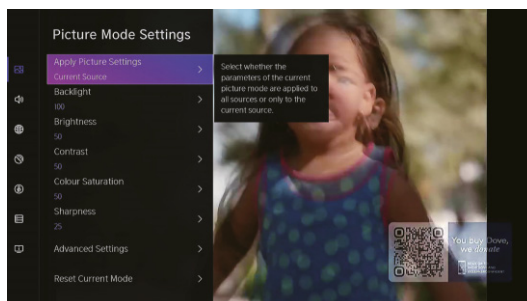 Picture Mode Settings
Apply Picture Settings
Current Source
Select whether the
parameters of the current
picture mode are applied to
all sources or only to the
current source.
Backlight
100
Brightness
50
Contrast
50
Colour Saturation
50
Sharpness
25
Advanced Settings
Reset Current Mode
You buy Dove,
we donate